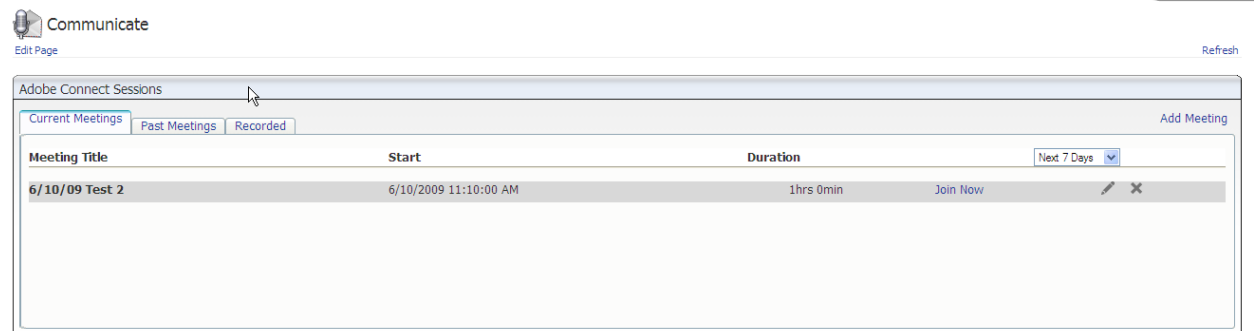 Communicate
Edit Page Refresh
Adobe Connect Sessions
Current Meetings Past Meetings Recorded Add Meeting
Meeting Title Start Duration Next 7 Days
6/10/09 Test 2 6/10/2009 11:10:00 AM 1hrs 0min Join Now